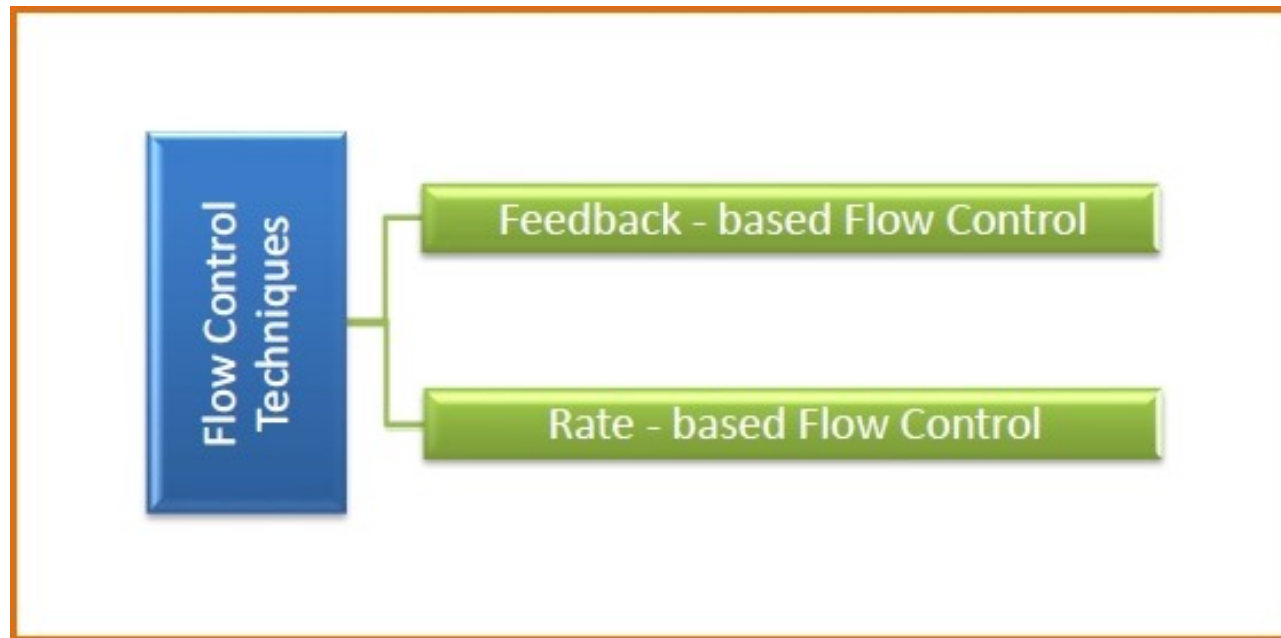 Flow Control
Techniques
Feedback - based Flow Control
Rate - based Flow Control